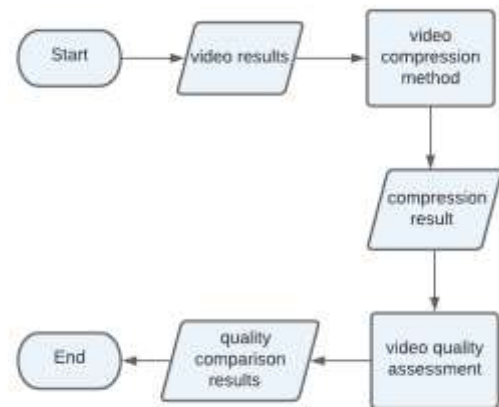 Start
video results
video
compression
method
compression
result
video quality
assessment
quality
comparison
results
End